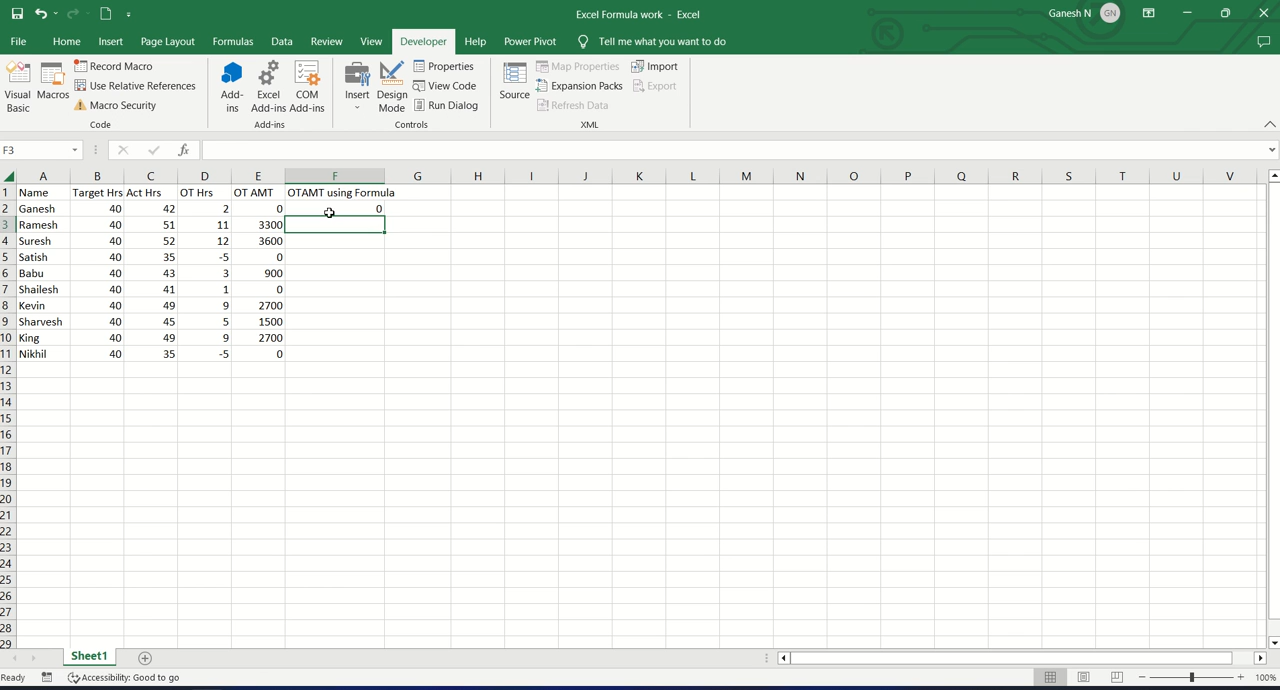 Excel Formula work - Excel
Ganesh N GN
File Home Insert Page Layout Formulas Data Review View Developer Help Power Pivot Tell me what you want to do
Visual Basic
Macros
Record Macro
Use Relative References
Macro Security
Code
Add-ins
Excel Add-ins
COM Add-ins
Add-ins
Insert
Design Mode
Properties
View Code
Run Dialog
Controls
Source
Map Properties
Expansion Packs
Refresh Data
Import
Export
XML
F3 fx
A B C D E F G H I J K L M N O P Q R S T U V
1 Name Target Hrs Act Hrs OT Hrs OT AMT OTAMT using Formula
2 Ganesh 40 42 2 0 0
3 Ramesh 40 51 11 3300
4 Suresh 40 52 12 3600
5 Satish 40 35 -5 0
6 Babu 40 43 3 900
7 Shailesh 40 41 1 0
8 Kevin 40 49 9 2700
9 Sharvesh 40 45 5 1500
10 King 40 49 9 2700
11 Nikhil 40 35 -5 0
12
13
14
15
16
17
18
19
20
21
22
23
24
25
26
27
28
29
Sheet1
Ready Accessibility: Good to go 100%